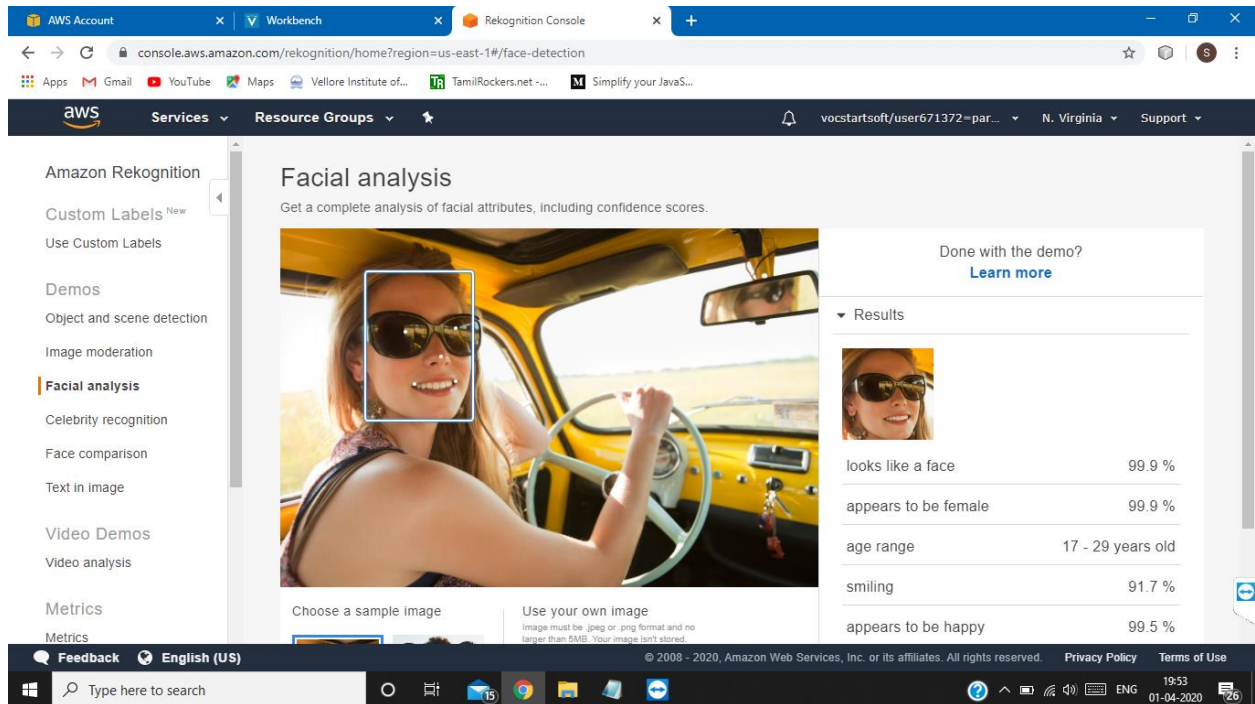 AWS Account
Workbench
Rekognition Console
console.aws.amazon.com/rekognition/home?region=us-east-1#/face-detection
S
Apps Gmail YouTube Maps Vellore Institute of... TamilRockers.net -... Simplify your JavaS...
aws Services Resource Groups vocstartsoft/user671372=par... N. Virginia Support
Amazon Rekognition
Custom Labels New
Use Custom Labels
Demos
Object and scene detection
Image moderation
Facial analysis
Celebrity recognition
Face comparison
Text in image
Video Demos
Video analysis
Metrics
Metrics
Facial analysis
Get a complete analysis of facial attributes, including confidence scores.
Choose a sample image
Use your own image
Image must be .jpeg or .png format and no
larger than 5MB. Your image isn't stored.
Done with the demo?
Learn more
Results
looks like a face 99.9 %
appears to be female 99.9 %
age range 17 - 29 years old
smiling 91.7 %
appears to be happy 99.5 %
Feedback English (US) © 2008 - 2020, Amazon Web Services, Inc. or its affiliates. All rights reserved. Privacy Policy Terms of Use
Type here to search
15
ENG
19:53
01-04-2020
26